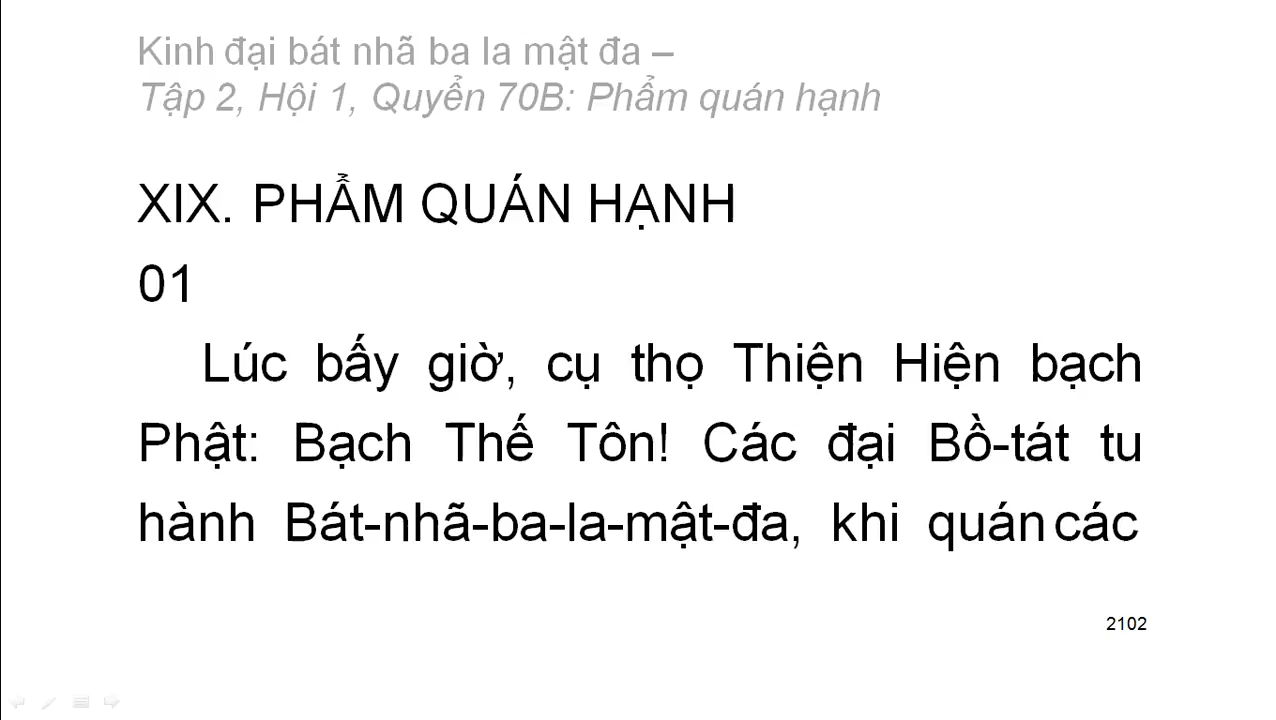 Kinh đại bát nhã ba la mật đa –
Tập 2, Hội 1, Quyển 70B: Phẩm quán hạnh
XIX. PHẨM QUÁN HẠNH
01
Lúc bấy giờ, cụ thọ Thiện Hiện bạch
Phật: Bạch Thế Tôn! Các đại Bồ-tát tu
hành Bát-nhã-ba-la-mật-đa, khi quán các
2102